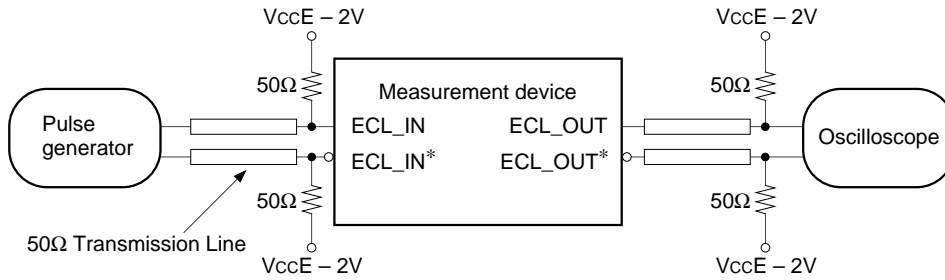 VCCE – 2V
VCCE – 2V
50Ω
50Ω
Measurement device
Pulse
generator
ECL_IN
ECL_OUT
Oscilloscope
ECL_IN*
ECL_OUT*
50Ω
50Ω
50Ω Transmission Line
VCCE – 2V
VCCE – 2V